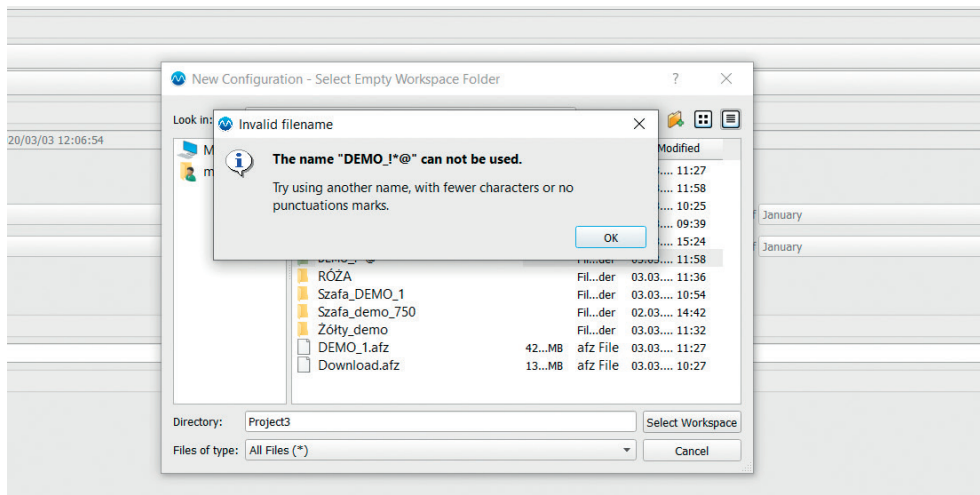 New Configuration - Select Empty Workspace Folder
Look in:
Invalid filename
20/03/03 12:06:54
Modified
The name "DEMO_!*@" can not be used.
Try using another name, with fewer characters or no
punctuations marks.
OK
M
m
.... 11:27
.... 11:58
.... 10:25
.... 09:39
.... 15:24
January
January
Fil...der 03.03.... 11:58
RÓŻA Fil...der 03.03.... 11:36
Szafa_DEMO_1 Fil...der 03.03.... 10:54
Szafa_demo_750 Fil...der 02.03.... 14:42
Żółty_demo Fil...der 03.03.... 11:32
DEMO_1.afz 42...MB afz File 03.03.... 11:27
Download.afz 13...MB afz File 03.03.... 10:27
Directory: Project3 Select Workspace
Files of type: All Files (*) Cancel